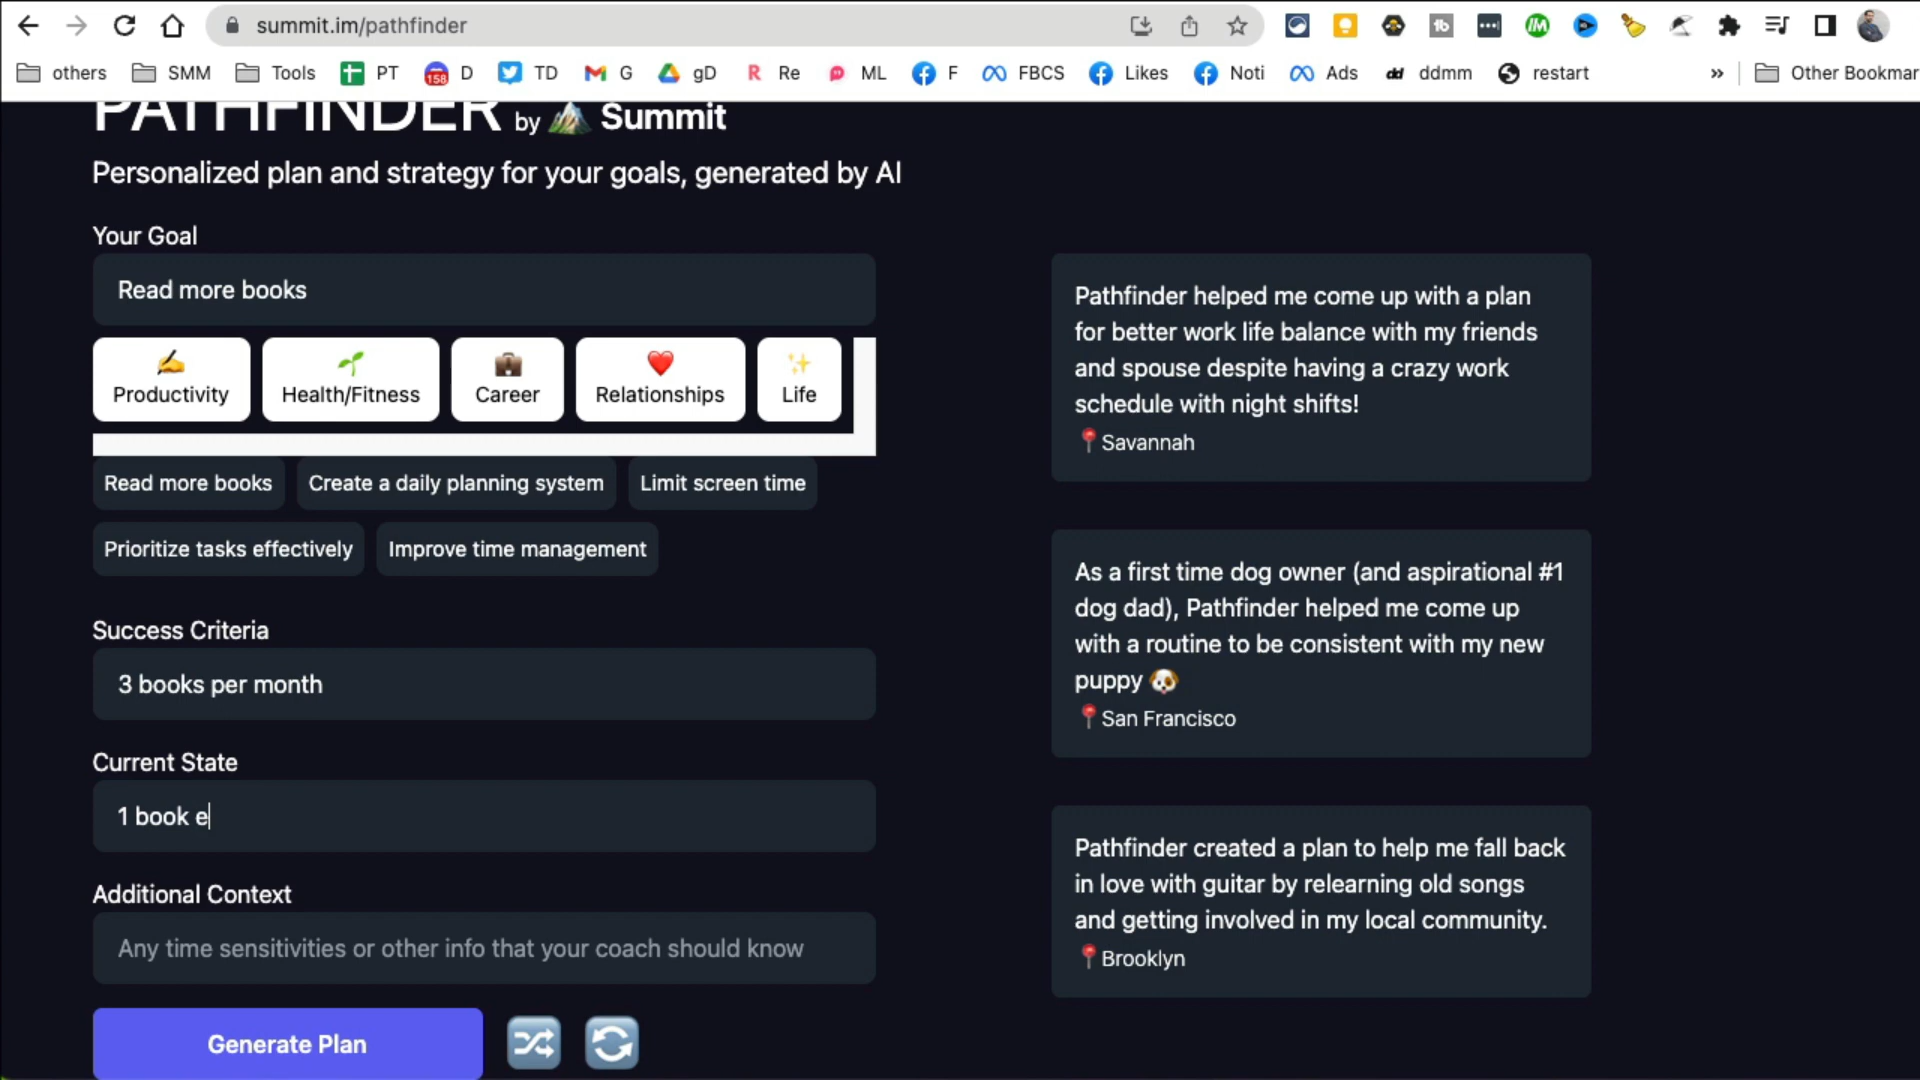 summit.im/pathfinder
others SMM Tools PT 158 D TD G gD R Re ML F FBCS Likes Noti Ads dd ddmm restart » Other Bookmar
PATHFINDER by Summit
Personalized plan and strategy for your goals, generated by AI
Your Goal
Read more books
Productivity Health/Fitness Career Relationships Life
Read more books Create a daily planning system Limit screen time
Prioritize tasks effectively Improve time management
Success Criteria
3 books per month
Current State
1 book e
Additional Context
Any time sensitivities or other info that your coach should know
Generate Plan
Pathfinder helped me come up with a plan
for better work life balance with my friends
and spouse despite having a crazy work
schedule with night shifts!
Savannah
As a first time dog owner (and aspirational #1
dog dad), Pathfinder helped me come up
with a routine to be consistent with my new
puppy
San Francisco
Pathfinder created a plan to help me fall back
in love with guitar by relearning old songs
and getting involved in my local community.
Brooklyn